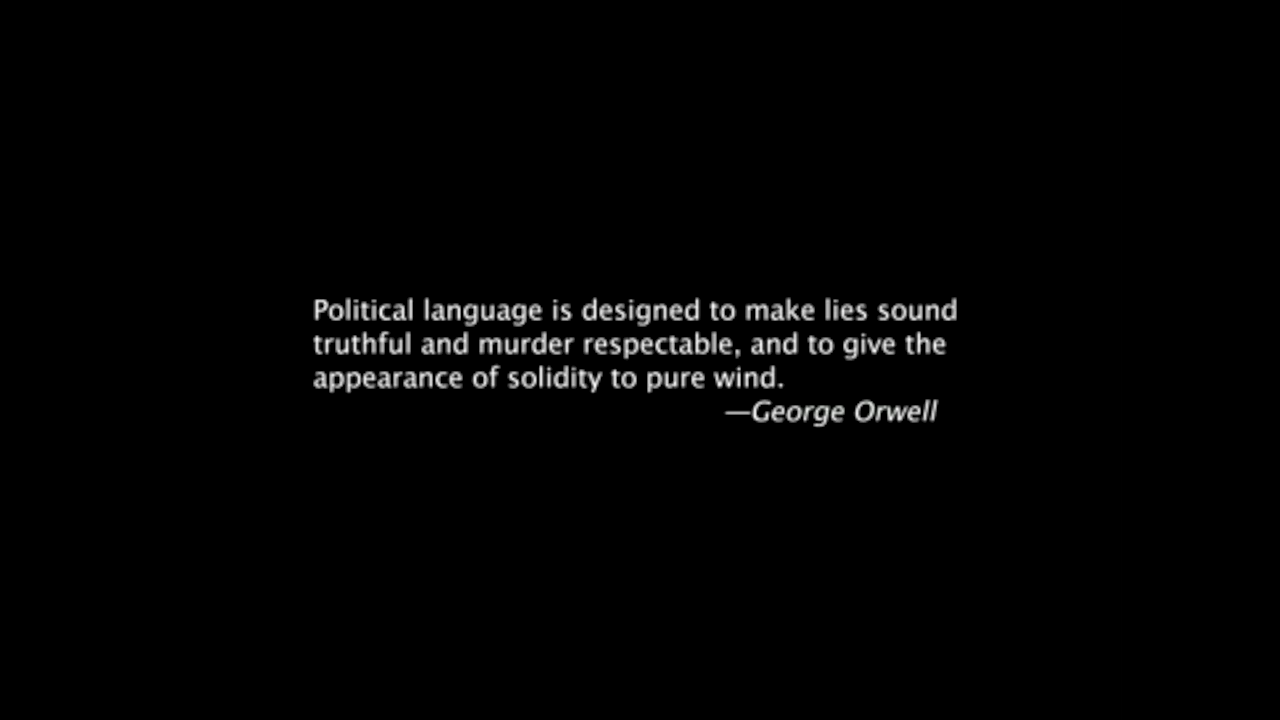 Political language is designed to make lies sound
truthful and murder respectable, and to give the
appearance of solidity to pure wind.
—George Orwell